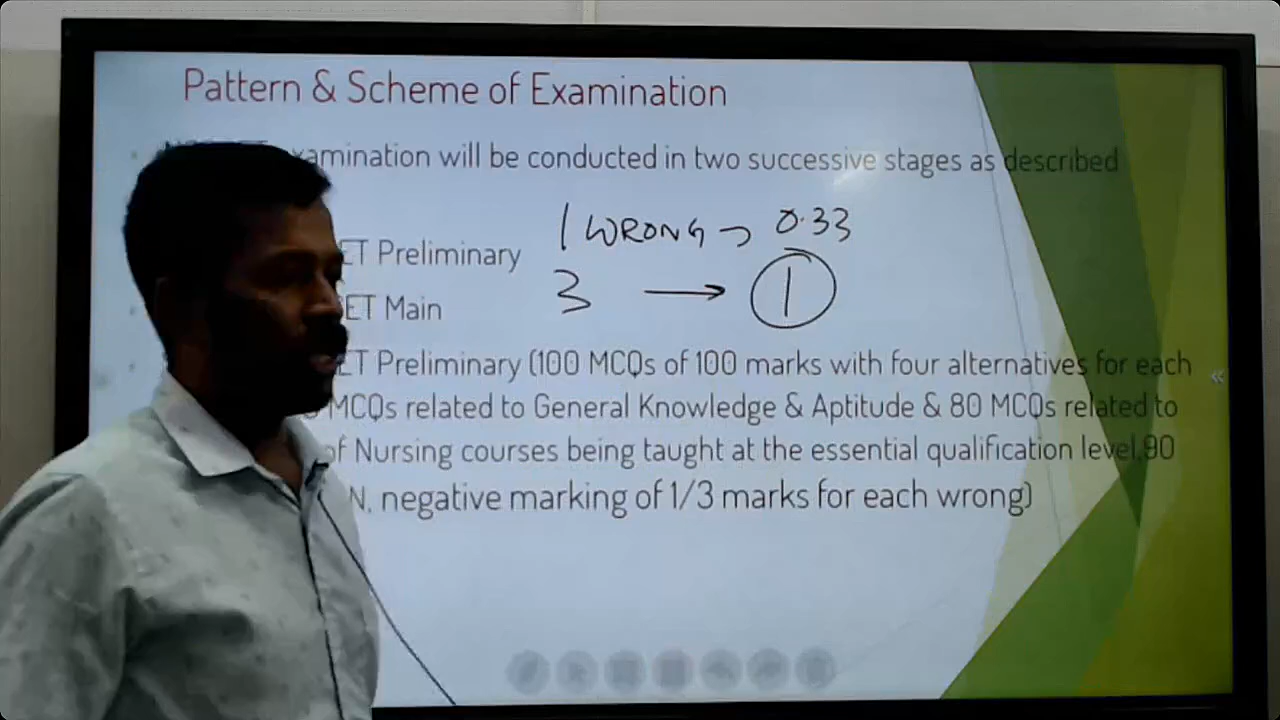 Pattern & Scheme of Examination
examination will be conducted in two successive stages as described
1 WRONG → 0.33
ET Preliminary
3 → 1
SET Main
ET Preliminary (100 MCQs of 100 marks with four alternatives for each
MCQs related to General Knowledge & Aptitude & 80 MCQs related to
of Nursing courses being taught at the essential qualification level,90
N, negative marking of 1/3 marks for each wrong)
«